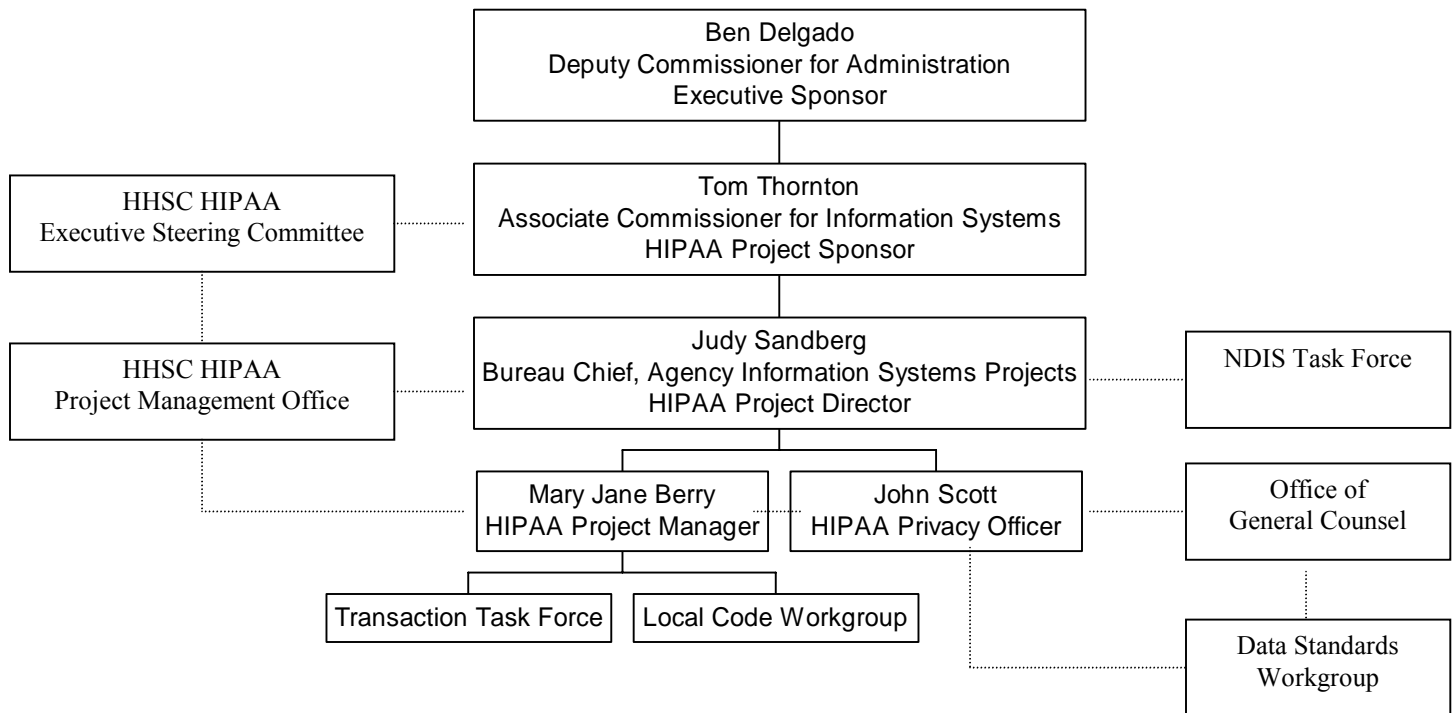 Ben Delgado
Deputy Commissioner for Administration
Executive Sponsor
HHSC HIPAA
Executive Steering Committee
Tom Thornton
Associate Commissioner for Information Systems
HIPAA Project Sponsor
HHSC HIPAA
Project Management Office
Judy Sandberg
Bureau Chief, Agency Information Systems Projects
HIPAA Project Director
NDIS Task Force
Mary Jane Berry
HIPAA Project Manager
John Scott
HIPAA Privacy Officer
Office of
General Counsel
Transaction Task Force
Local Code Workgroup
Data Standards
Workgroup